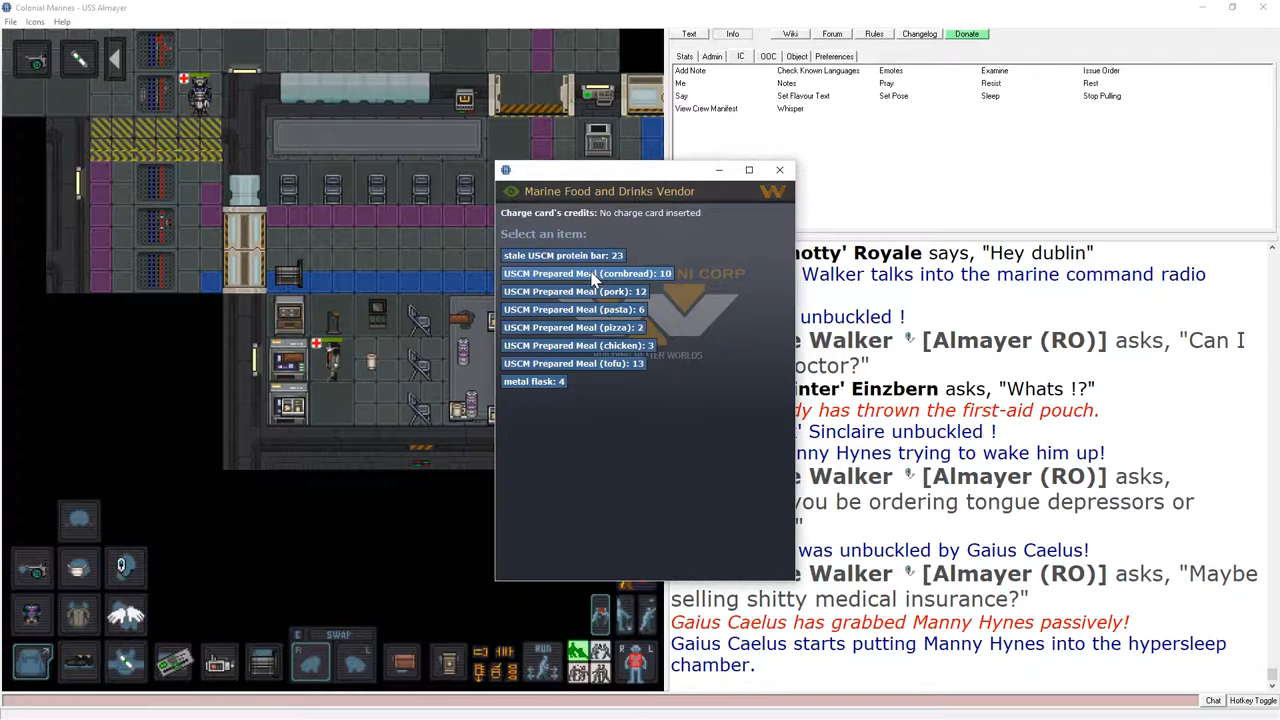 Colonial Marines - USS Almayer
File Icons Help
Text Info Wiki Forum Rules Changelog Donate
Stats Admin IC OOC Object Preferences
Add Note Check Known Languages Emotes Examine Issue Order
Me Notes Pray Resist Rest
Say Set Flavour Text Set Pose Sleep Stop Pulling
View Crew Manifest Whisper
Marine Food and Drinks Vendor
Charge card's credits: No charge card inserted
Select an item:
stale USCM protein bar: 23
USCM Prepared Meal (cornbread): 10
USCM Prepared Meal (pork): 12
USCM Prepared Meal (pasta): 6
USCM Prepared Meal (pizza): 2
USCM Prepared Meal (chicken): 3
USCM Prepared Meal (tofu): 13
metal flask: 4
NI CORP
BETTER WORLDS
notty' Royale says, "Hey dublin"
Walker talks into the marine command radio
unbuckled !
e Walker [Almayer (RO)] asks, "Can I
octor?"
inter' Einzbern asks, "Whats !?"
dy has thrown the first-aid pouch.
' Sinclaire unbuckled !
nny Hynes trying to wake him up!
e Walker [Almayer (RO)] asks,
you be ordering tongue depressors or
"
was unbuckled by Gaius Caelus!
e Walker [Almayer (RO)] asks, "Maybe
selling shitty medical insurance?"
Gaius Caelus has grabbed Manny Hynes passively!
Gaius Caelus starts putting Manny Hynes into the hypersleep
chamber.
E SWAP
R L
RUN
R L
Chat Hotkey Toggle